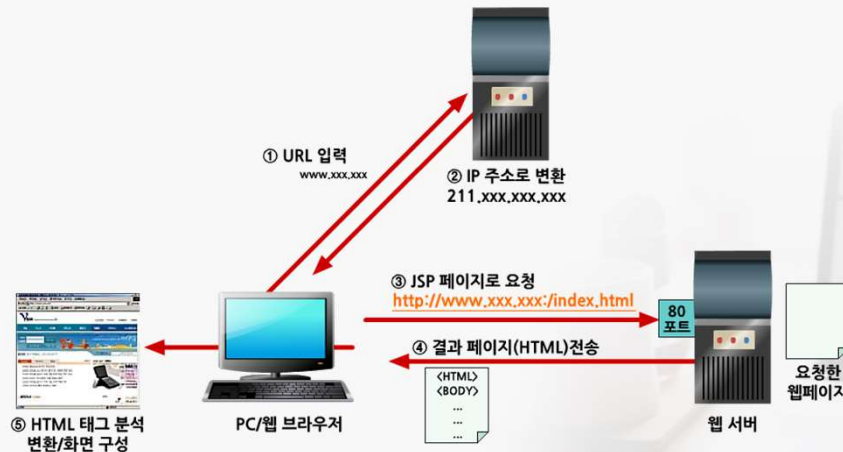 ① URL 입력
www.xxx.xxx
② IP 주소로 변환
211.xxx.xxx.xxx
③ JSP 페이지로 요청
http://www.xxx.xxx:/index.html
80
포트
④ 결과 페이지(HTML)전송
<HTML>
<BODY>
...
...
...
요청한
웹페이지
⑤ HTML 태그 분석
변환/화면 구성
PC/웹 브라우저
웹 서버